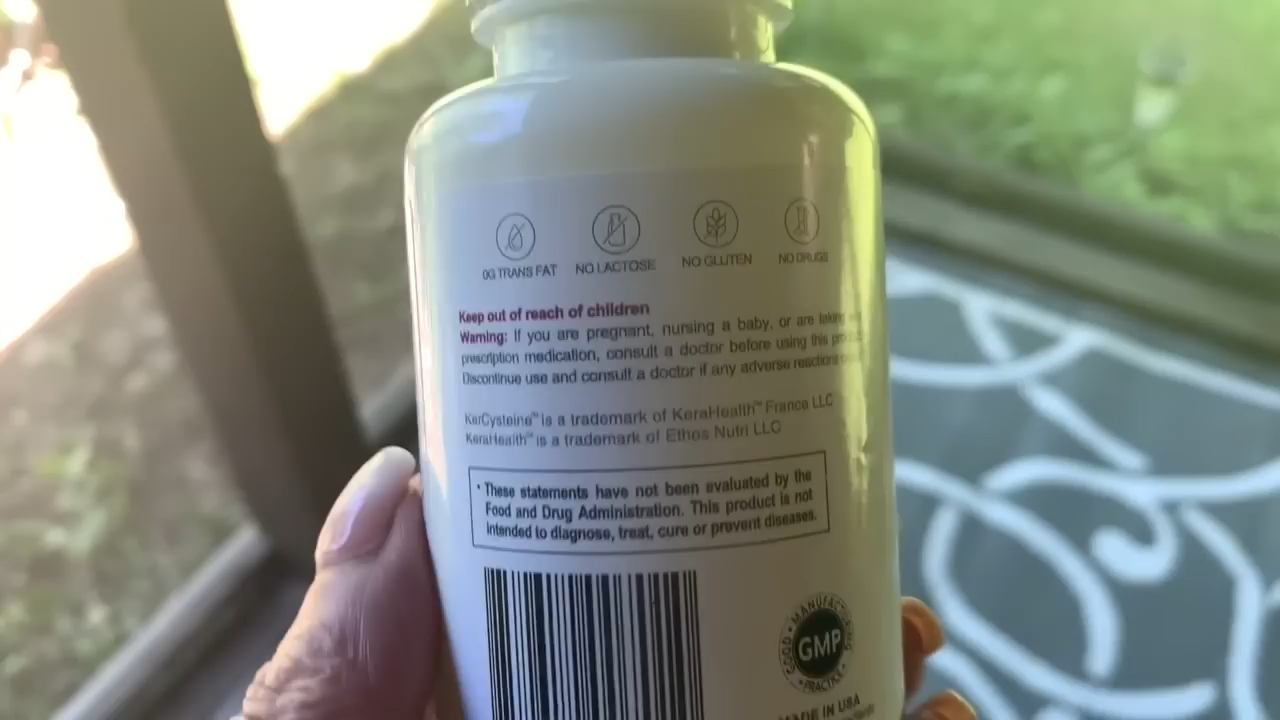 0G TRANS FAT NO LACTOSE NO GLUTEN NO DRUGS
Keep out of reach of children
Warning: If you are pregnant, nursing a baby, or are taking
prescription medication, consult a doctor before using this
Discontinue use and consult a doctor if any adverse reactions
KerCysteine™ is a trademark of KeraHealth™ France LLC
KeraHealth™ is a trademark of Ethos Nutri LLC
* These statements have not been evaluated by the
Food and Drug Administration. This product is not
intended to diagnose, treat, cure or prevent diseases.
GOOD • MANUFACTURING • PRACTICE •
GMP
MADE IN USA